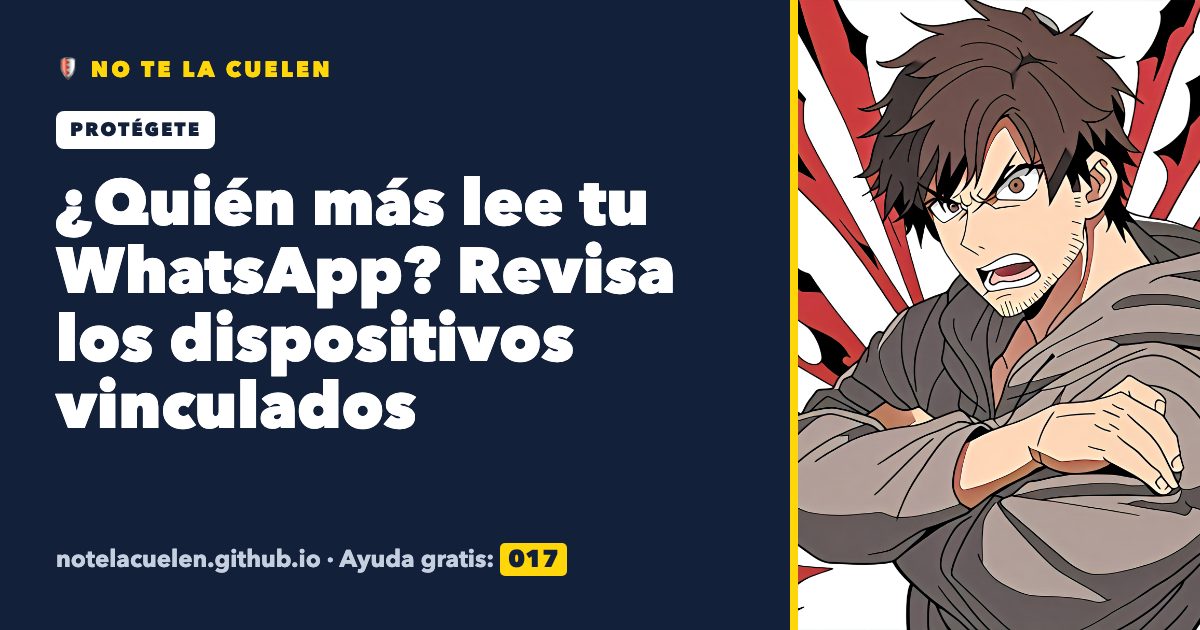 NO TE LA CUELEN
PROTÉGETE
¿Quién más lee tu
WhatsApp? Revisa
los dispositivos
vinculados
notelacuelen.github.io · Ayuda gratis: 017